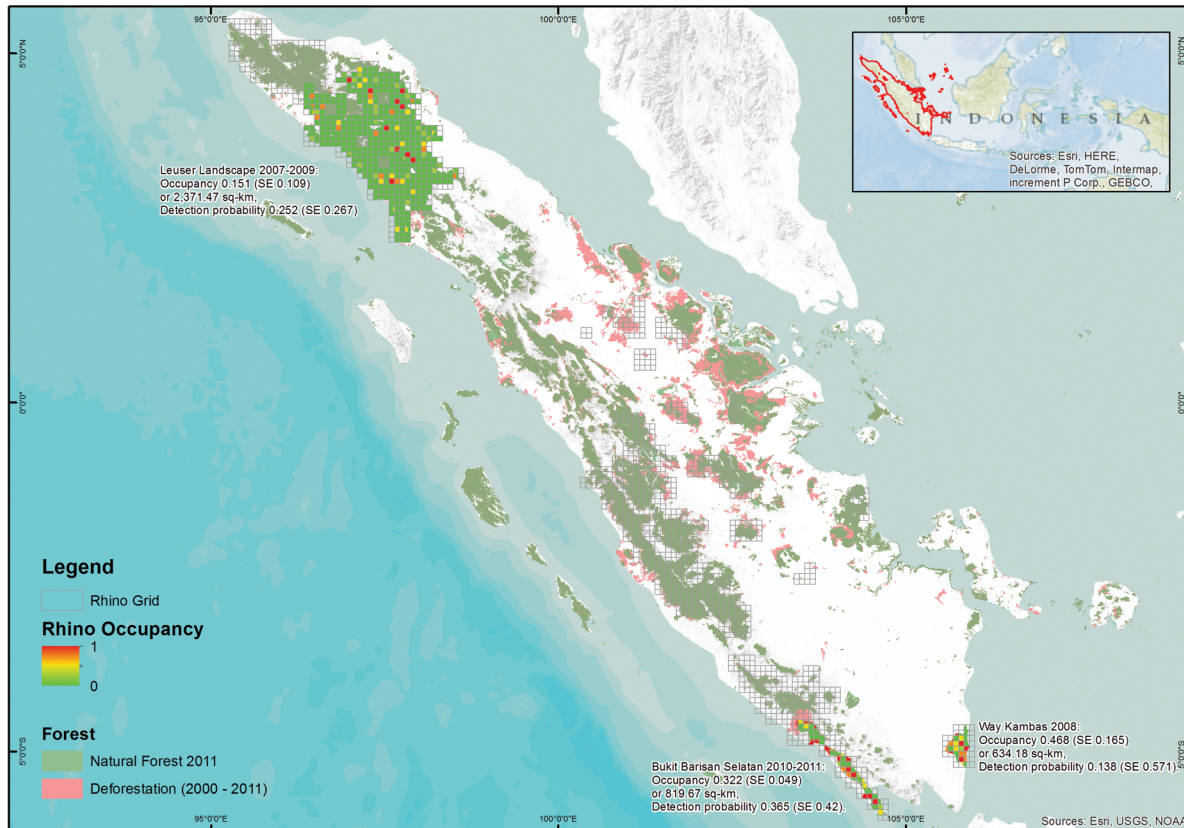 95°0'0"E
100°0'0"E
105°0'0"E
5°0'0"N
5°0'0"N
INDONESIA
Sources: Esri, HERE,
DeLorme, TomTom, Intermap,
increment P Corp., GEBCO,
Leuser Landscape 2007-2009:
Occupancy 0.151 (SE 0.109)
or 2,371.47 sq-km,
Detection probability 0.252 (SE 0.267)
0°0'0"
0°0'0"
Legend
Rhino Grid
Rhino Occupancy
1
0
Forest
Natural Forest 2011
Deforestation (2000 - 2011)
5°0'0"S
5°0'0"S
Way Kambas 2008:
Occupancy 0.468 (SE 0.165)
or 634.18 sq-km,
Detection probability 0.138 (SE 0.571).
Bukit Barisan Selatan 2010-2011:
Occupancy 0.322 (SE 0.049)
or 819.67 sq-km,
Detection probability 0.365 (SE 0.42).
Sources: Esri, USGS, NOAA
95°0'0"E
100°0'0"E
105°0'0"E